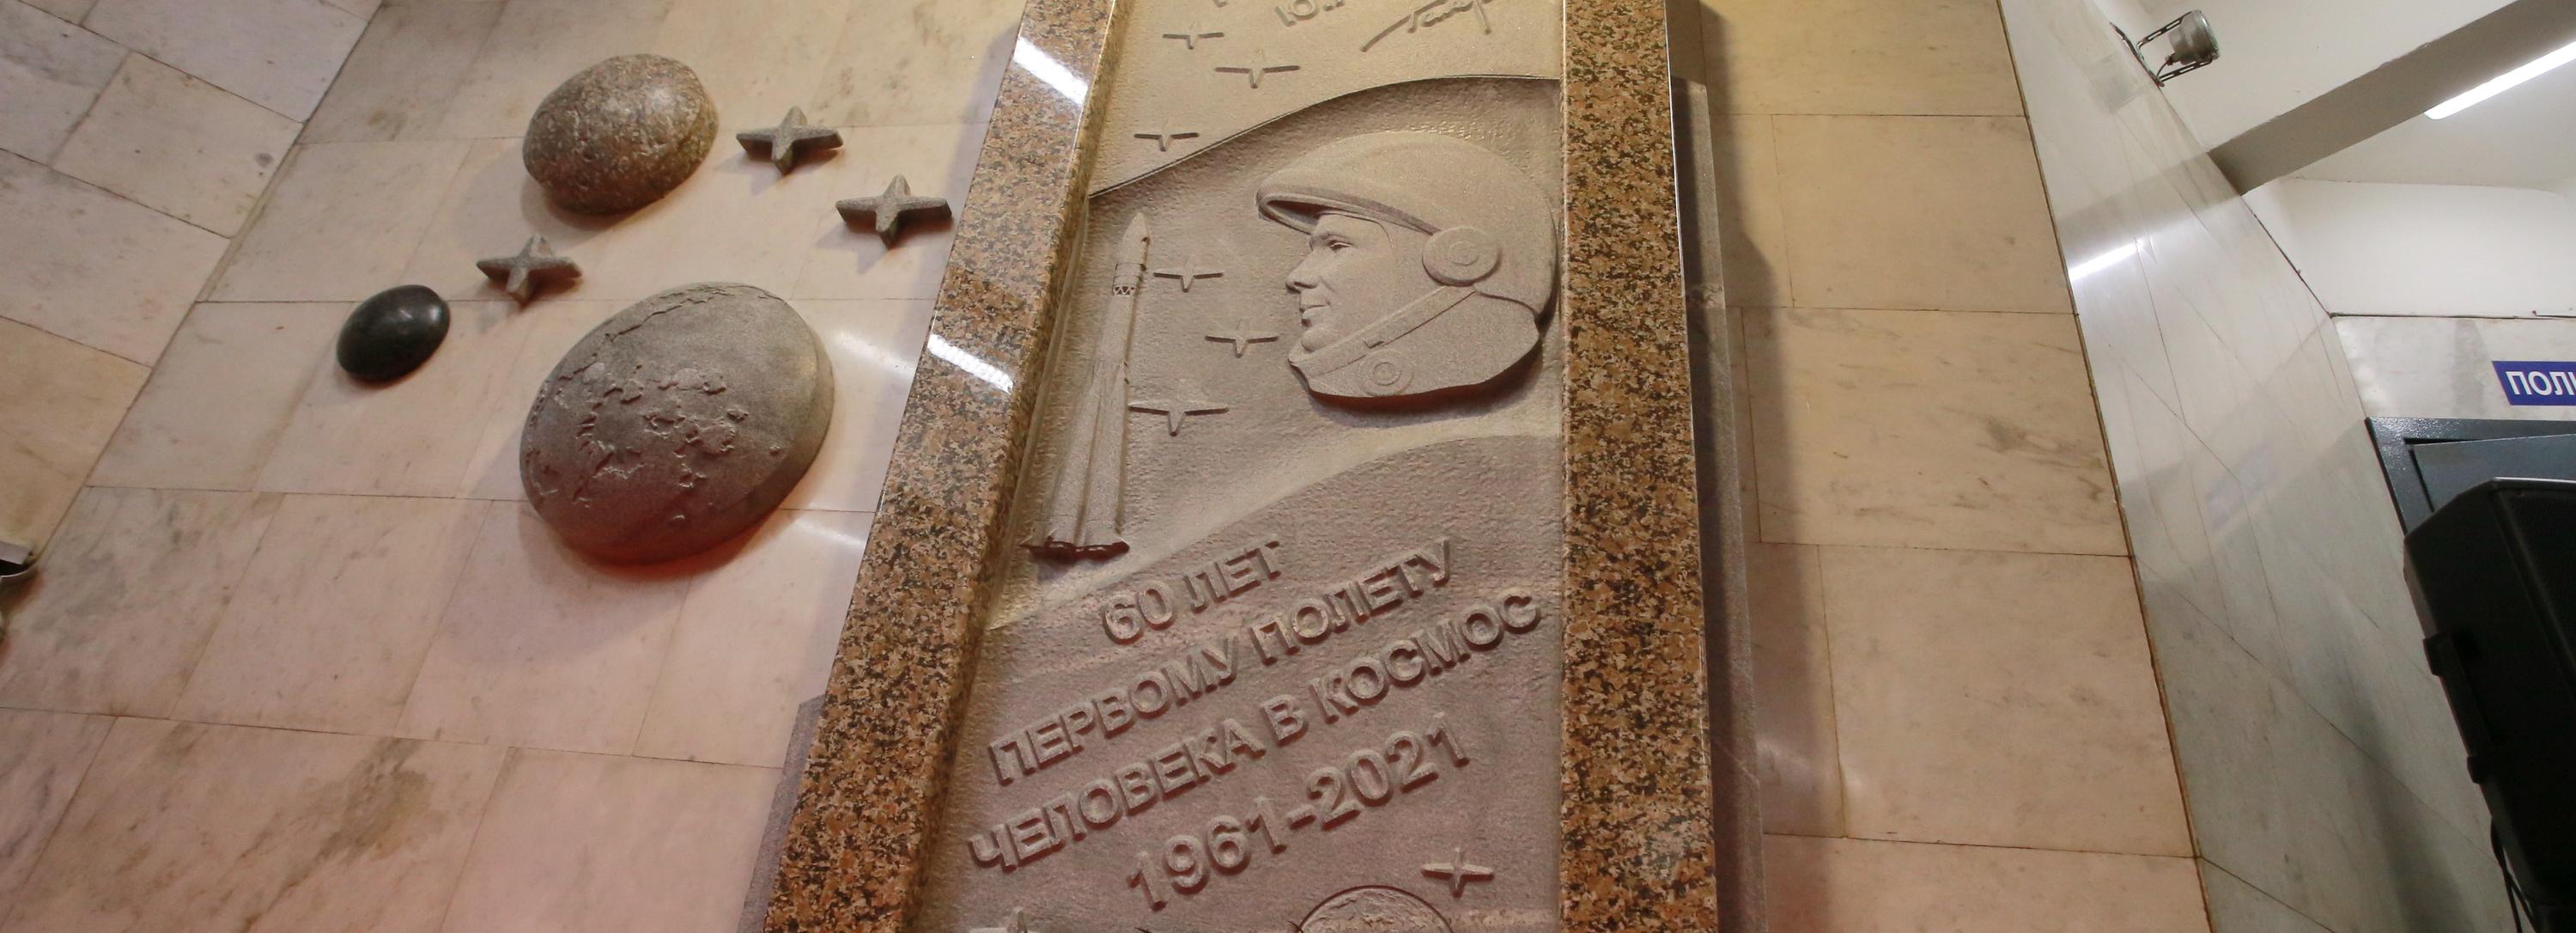 60 ЛЕТ
ПЕРВОМУ ПОЛЕТУ
ЧЕЛОВЕКА В КОСМОС
1961-2021